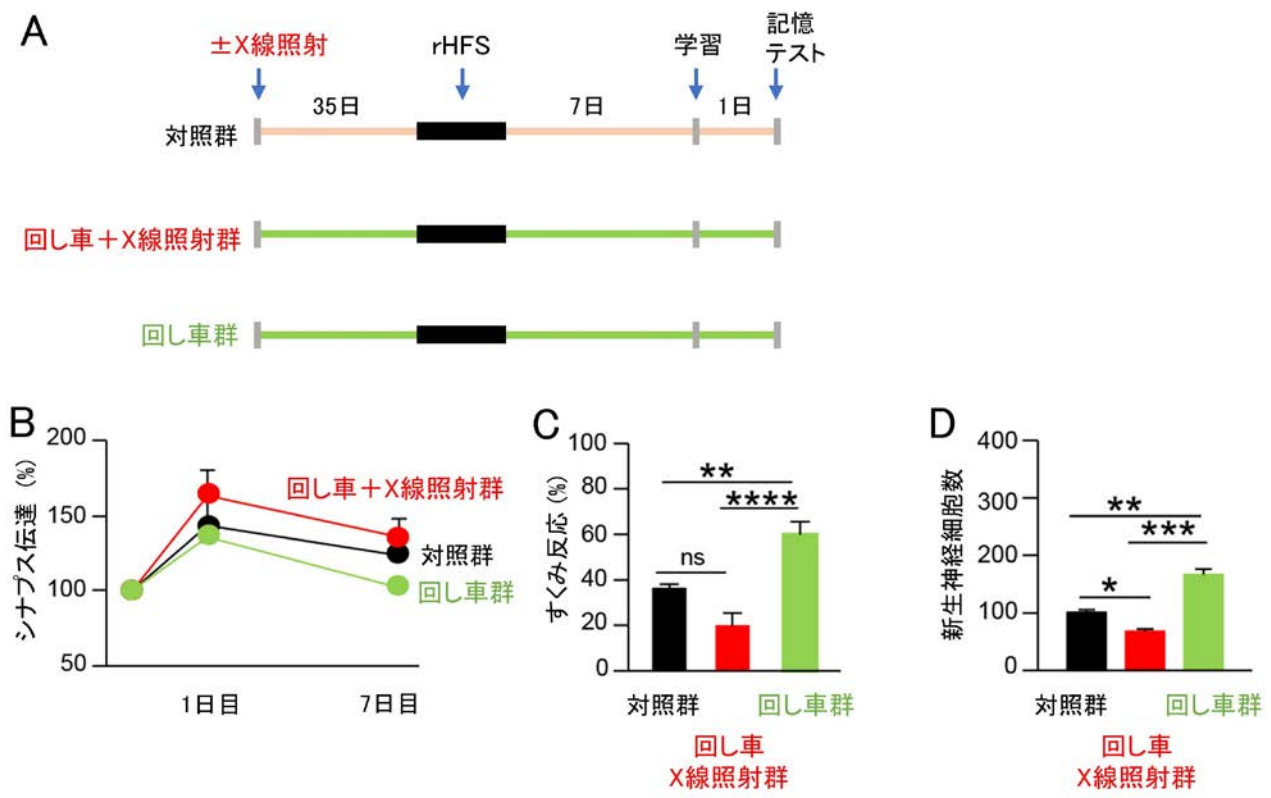 A
±X線照射
rHFS
学習
記憶
テスト
35日
7日
1日
対照群
回し車+X線照射群
回し車群
B
シナプス伝達 (%)
200
150
100
50
回し車+X線照射群
対照群
回し車群
1日目
7日目
C
すくみ反応 (%)
100
80
60
40
20
0
**
****
ns
対照群
回し車群
回し車
X線照射群
D
新生神経細胞数
400
300
200
100
0
**
***
*
対照群
回し車群
回し車
X線照射群